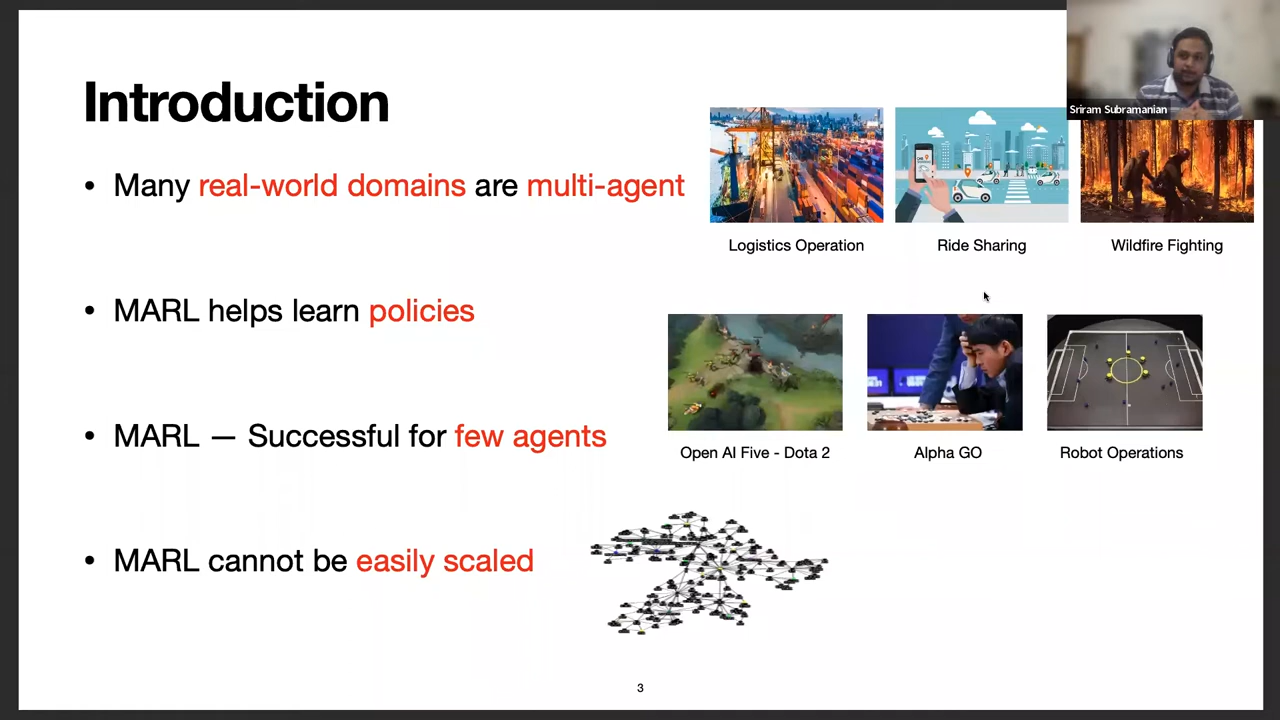 Introduction
• Many real-world domains are multi-agent
• MARL helps learn policies
• MARL — Successful for few agents
• MARL cannot be easily scaled
Sriram Subramanian
Logistics Operation
Ride Sharing
Wildfire Fighting
Open AI Five - Dota 2
Alpha GO
Robot Operations
3